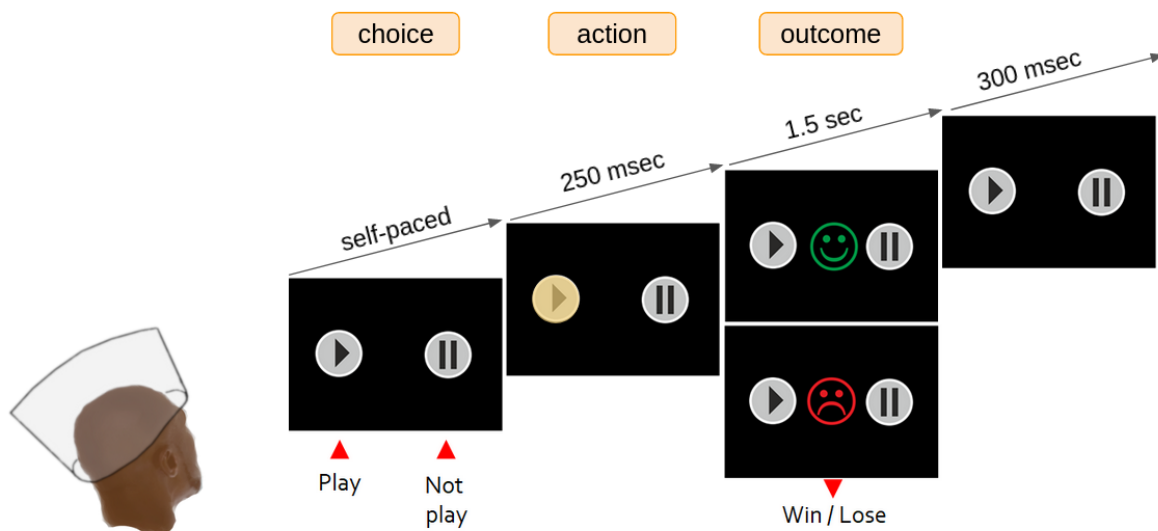 choice
action
outcome
self-paced
250 msec
1.5 sec
300 msec
Play
Not
play
Win / Lose